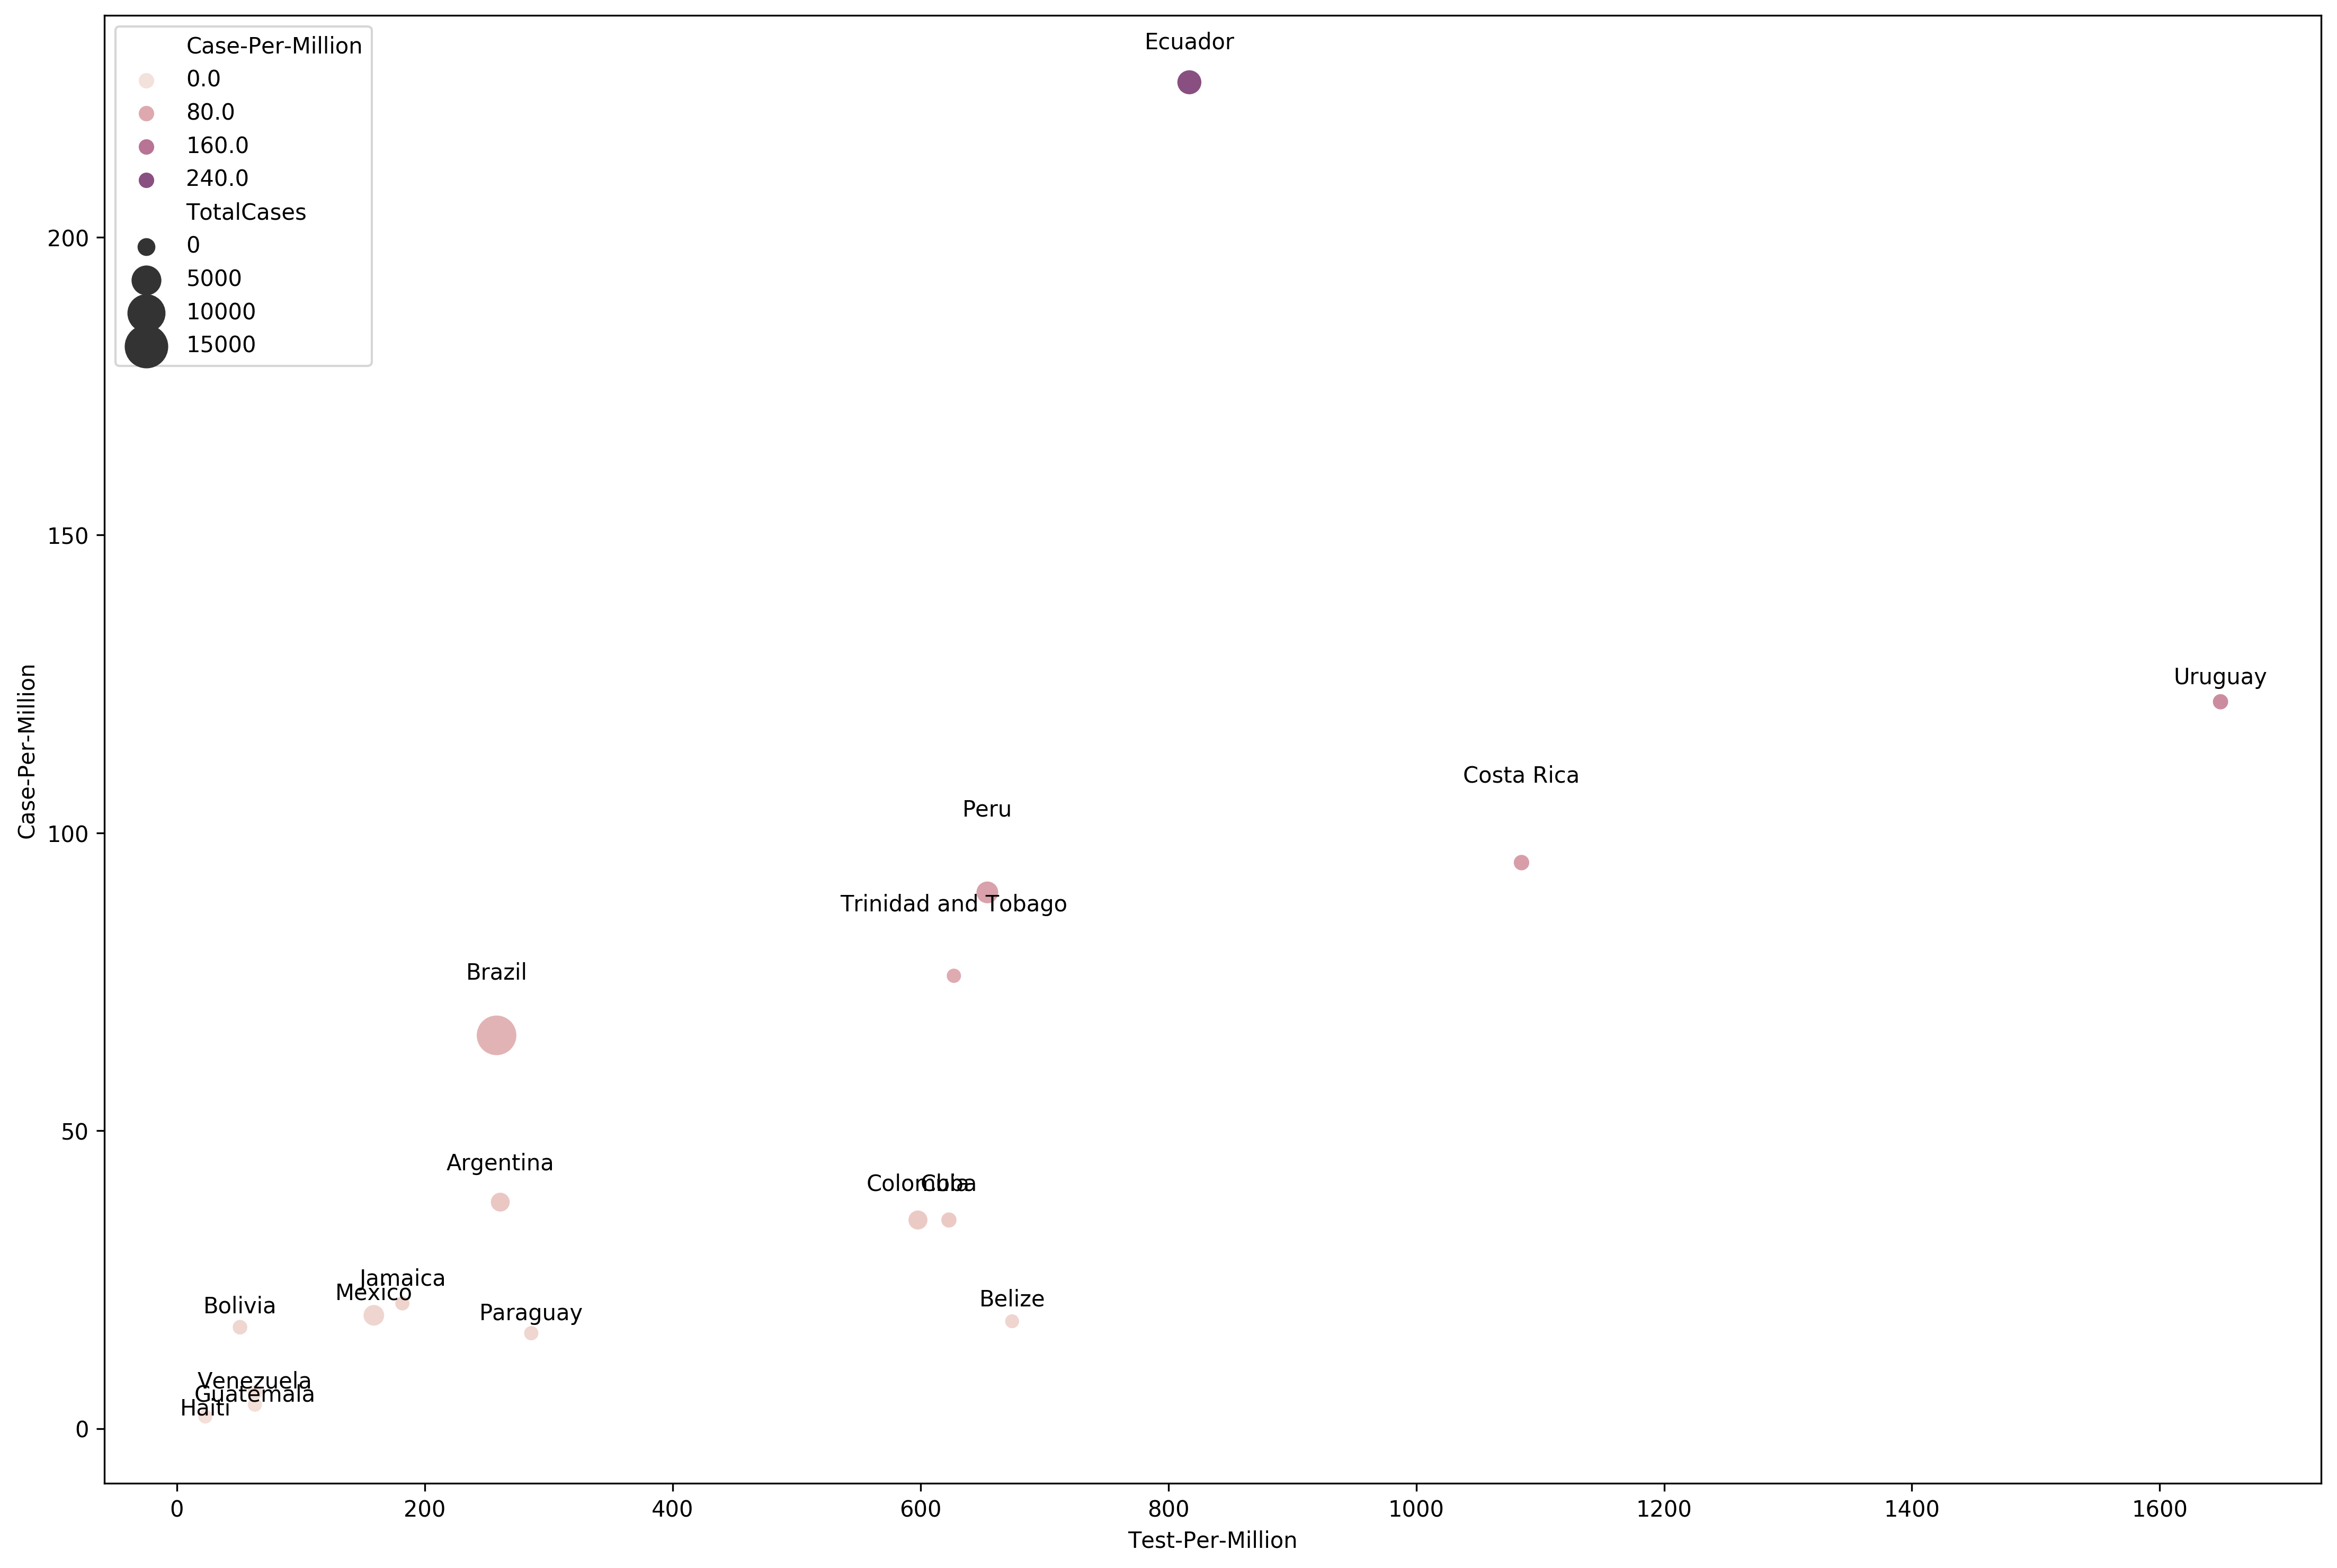 Case-Per-Million
0.0
80.0
160.0
240.0
TotalCases
0
5000
10000
15000
Ecuador
Uruguay
Costa Rica
Peru
Trinidad and Tobago
Brazil
Argentina
Colombia
Cuba
Jamaica
Mexico
Bolivia
Paraguay
Belize
Venezuela
Guatemala
Haiti
200
150
100
50
0
Case-Per-Million
0 200 400 600 800 1000 1200 1400 1600
Test-Per-Million